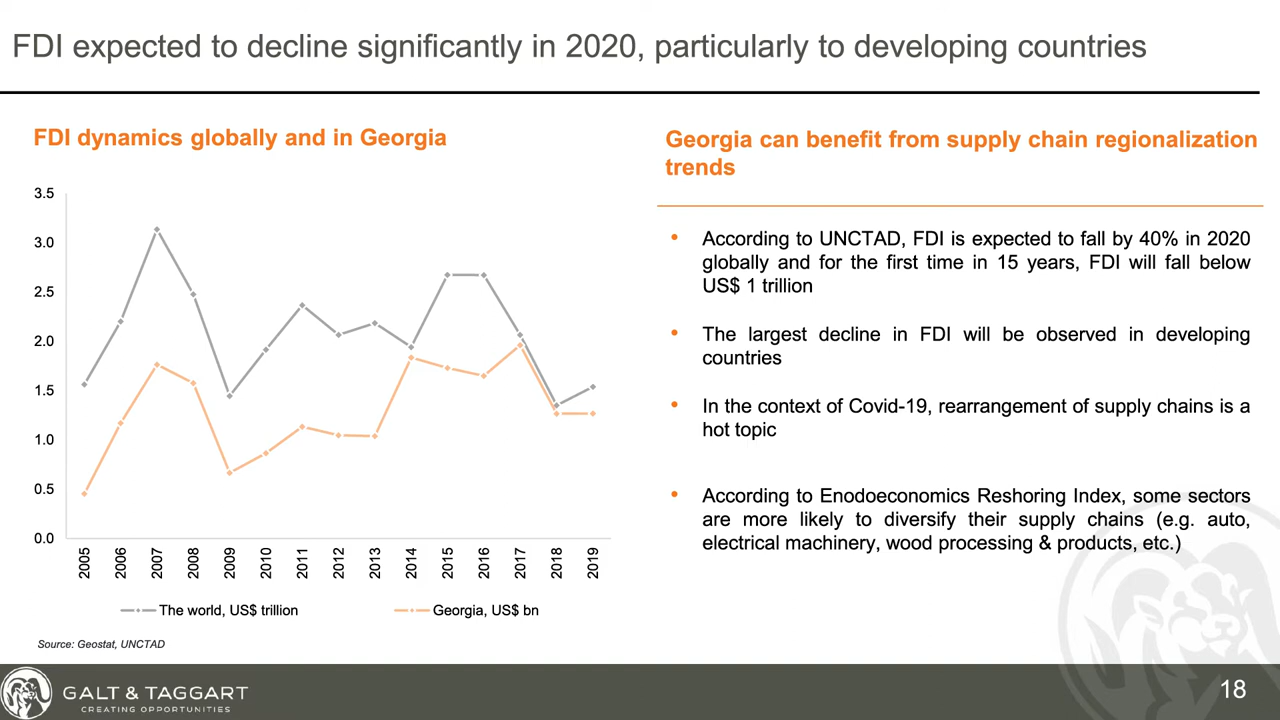 FDI expected to decline significantly in 2020, particularly to developing countries
FDI dynamics globally and in Georgia
3.5
3.0
2.5
2.0
1.5
1.0
0.5
0.0
2005 2006 2007 2008 2009 2010 2011 2012 2013 2014 2015 2016 2017 2018 2019
The world, US$ trillion Georgia, US$ bn
Source: Geostat, UNCTAD
Georgia can benefit from supply chain regionalization
trends
• According to UNCTAD, FDI is expected to fall by 40% in 2020
globally and for the first time in 15 years, FDI will fall below
US$ 1 trillion
• The largest decline in FDI will be observed in developing
countries
• In the context of Covid-19, rearrangement of supply chains is a
hot topic
• According to Enodoeconomics Reshoring Index, some sectors
are more likely to diversify their supply chains (e.g. auto,
electrical machinery, wood processing & products, etc.)
GALT & TAGGART
CREATING OPPORTUNITIES
18